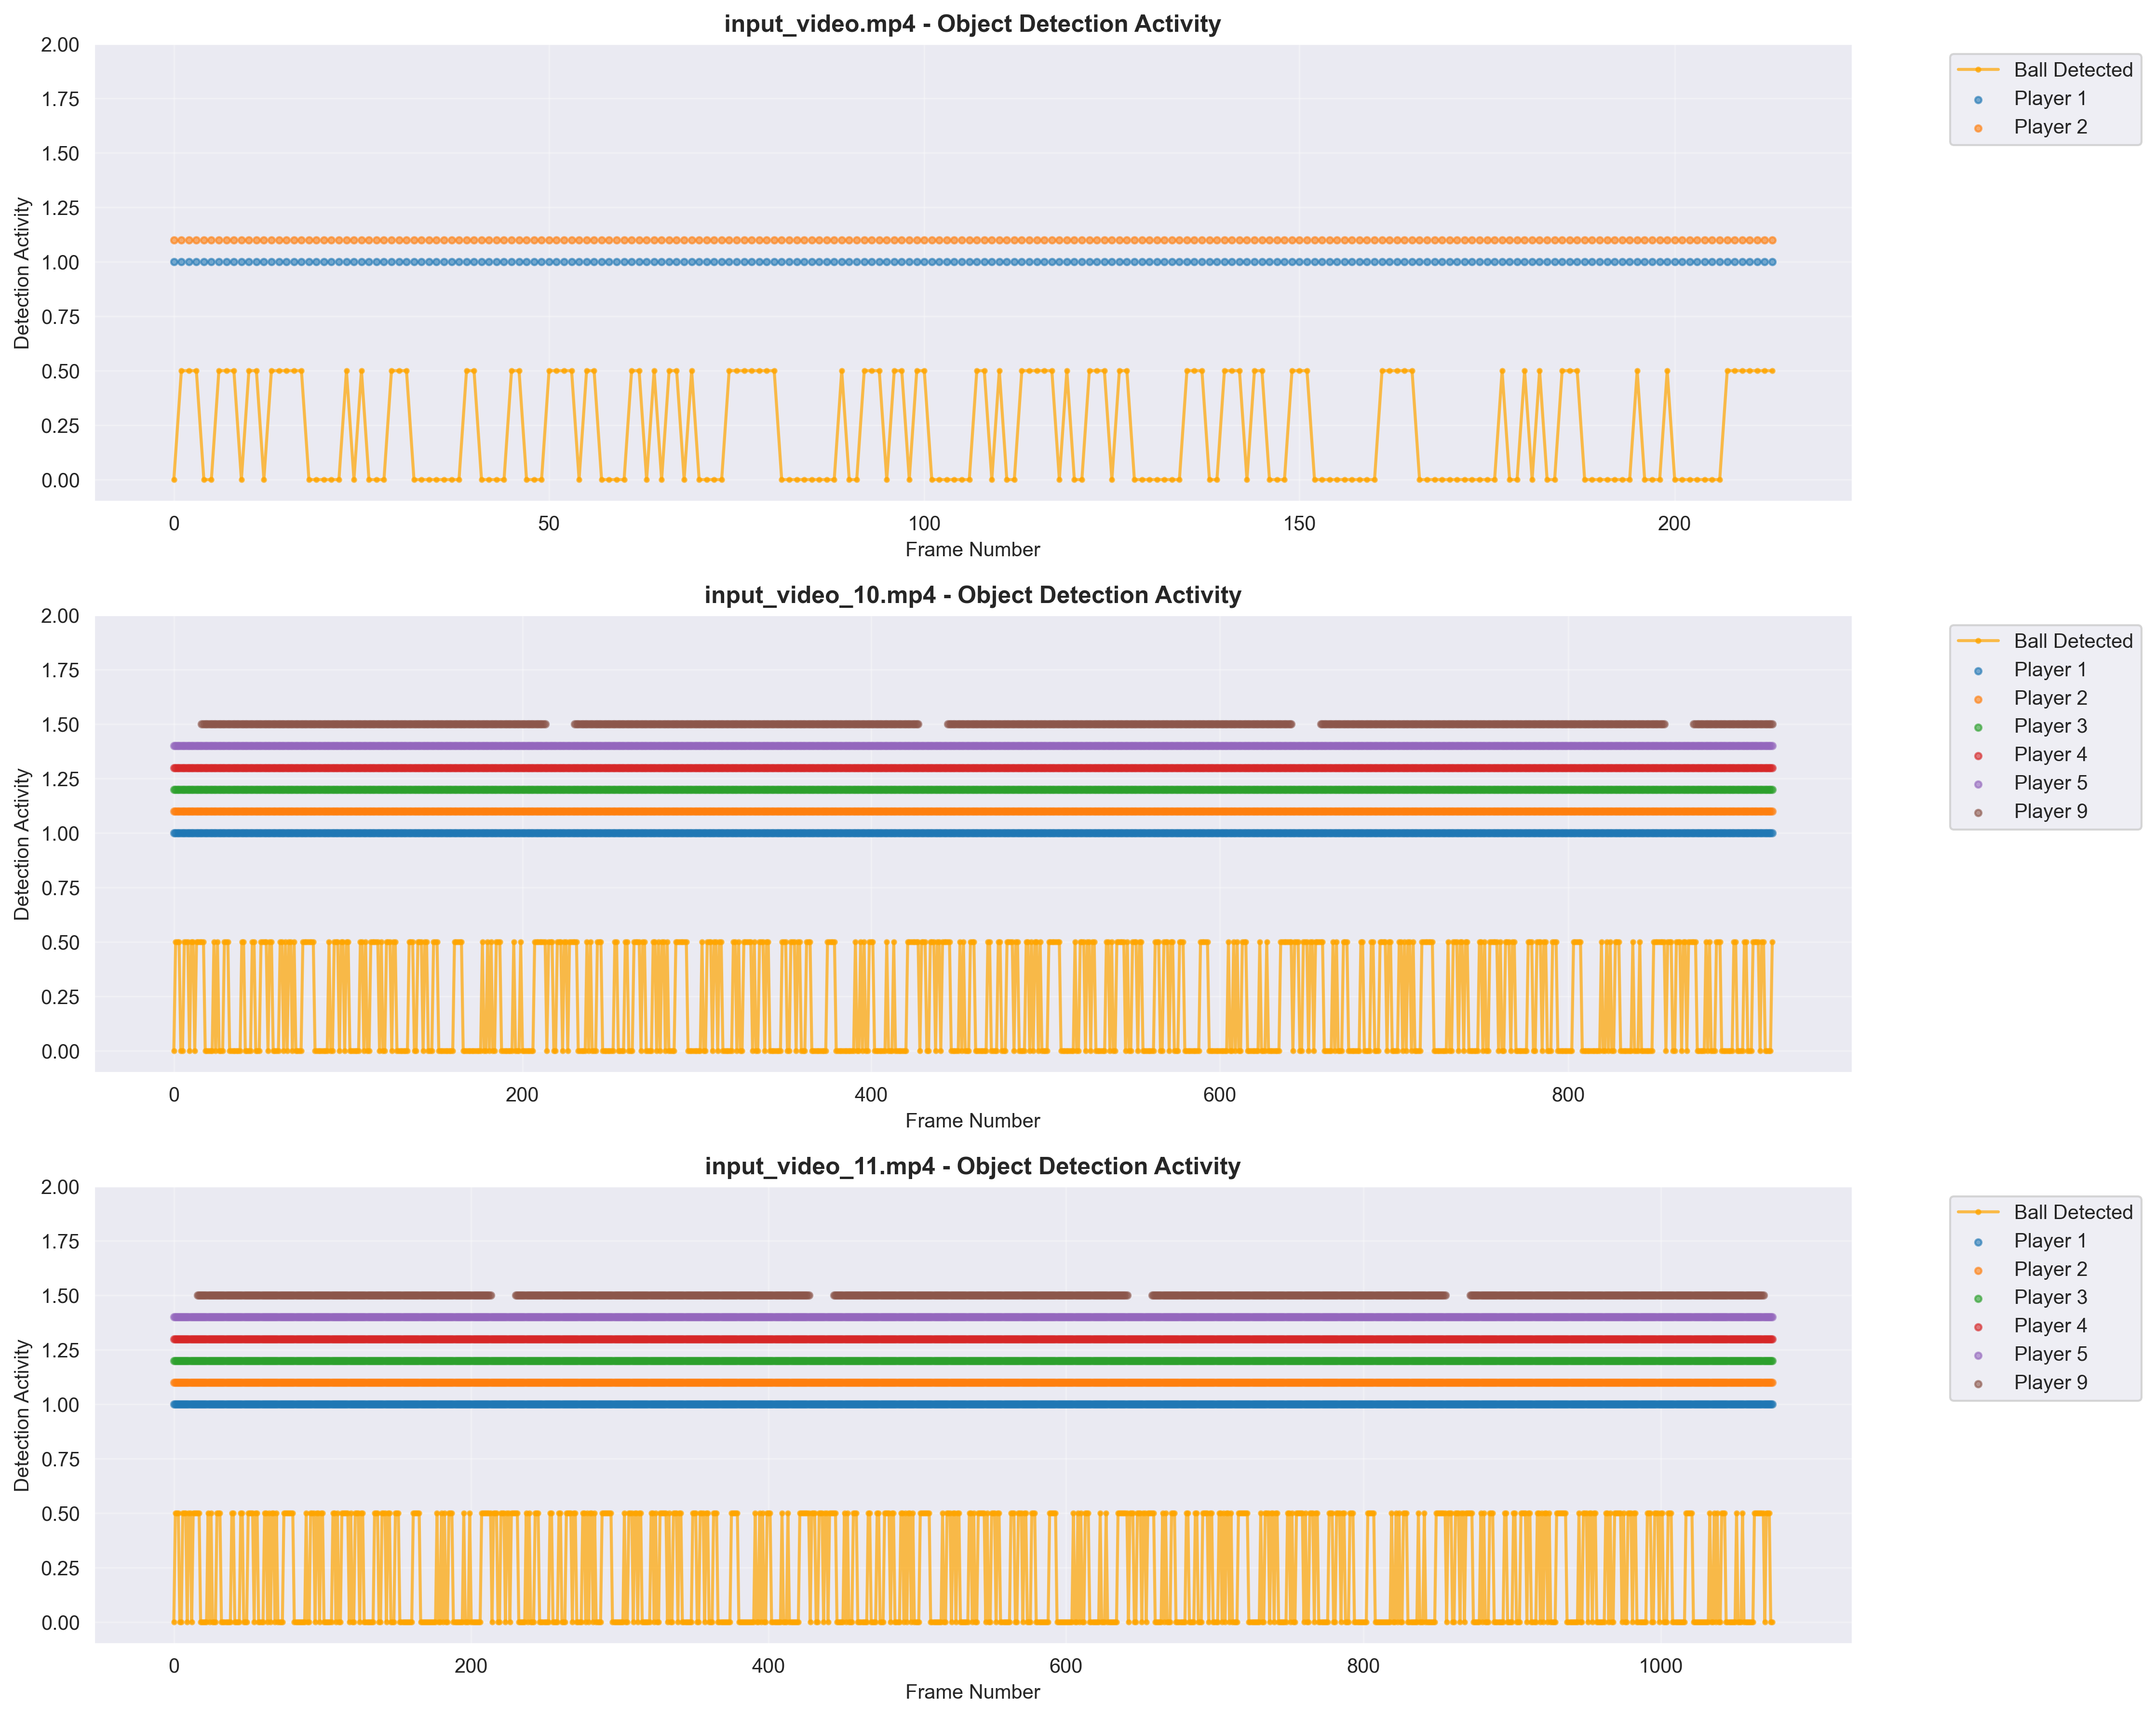 input_video.mp4 - Object Detection Activity
2.00
1.75
1.50
1.25
1.00
0.75
0.50
0.25
0.00
Detection Activity
0 50 100 150 200
Frame Number
Ball Detected
Player 1
Player 2
input_video_10.mp4 - Object Detection Activity
2.00
1.75
1.50
1.25
1.00
0.75
0.50
0.25
0.00
Detection Activity
0 200 400 600 800
Frame Number
Ball Detected
Player 1
Player 2
Player 3
Player 4
Player 5
Player 9
input_video_11.mp4 - Object Detection Activity
2.00
1.75
1.50
1.25
1.00
0.75
0.50
0.25
0.00
Detection Activity
0 200 400 600 800 1000
Frame Number
Ball Detected
Player 1
Player 2
Player 3
Player 4
Player 5
Player 9